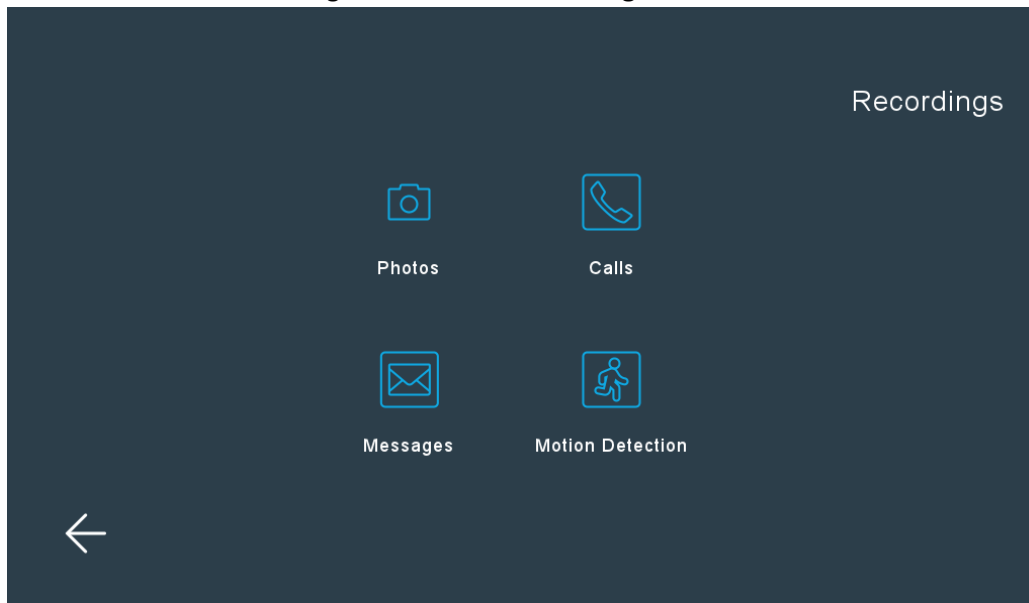 Recordings
Photos
Calls
Messages
Motion Detection